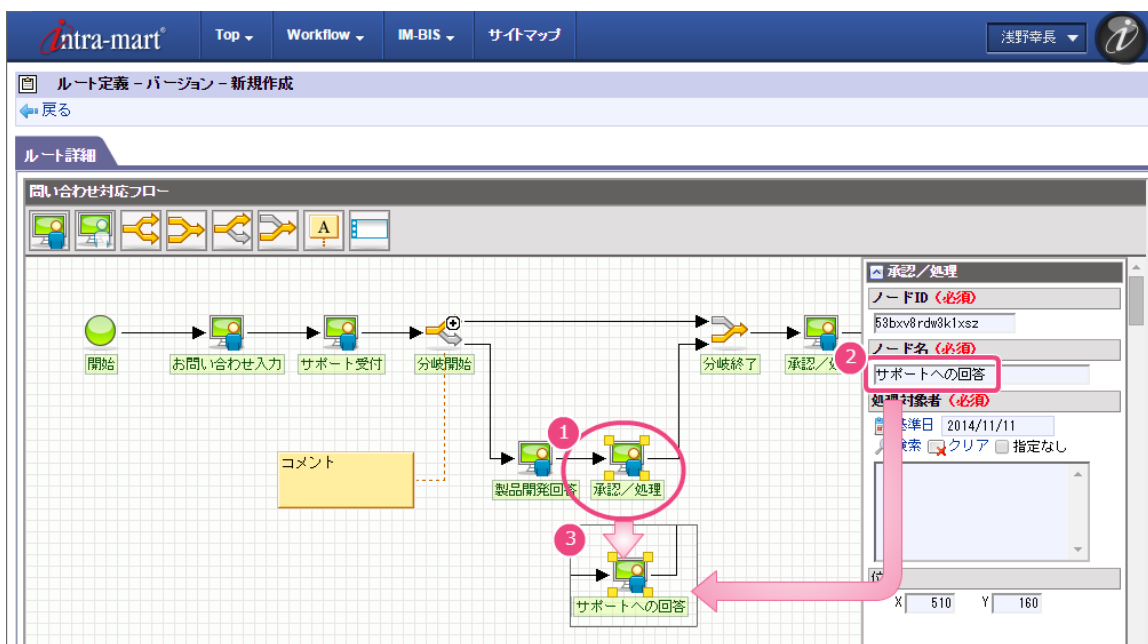 intra-mart® Top Workflow IM-BIS サイトマップ 浅野幸長
ルート定義 - バージョン - 新規作成
戻る
ルート詳細
問い合わせ対応フロー
A
承認/処理
ノードID (必須)
53bxv8rdw3k1xsz
開始 お問い合わせ入力 サポート受付 分岐開始 分岐終了 承認/処
2 ノード名 (必須)
サポートへの回答
処理対象者 (必須)
基準日 2014/11/11
検索 クリア 指定なし
1
コメント
製品開発回答 承認/処理
3
サポートへの回答
位
X 510 Y 160